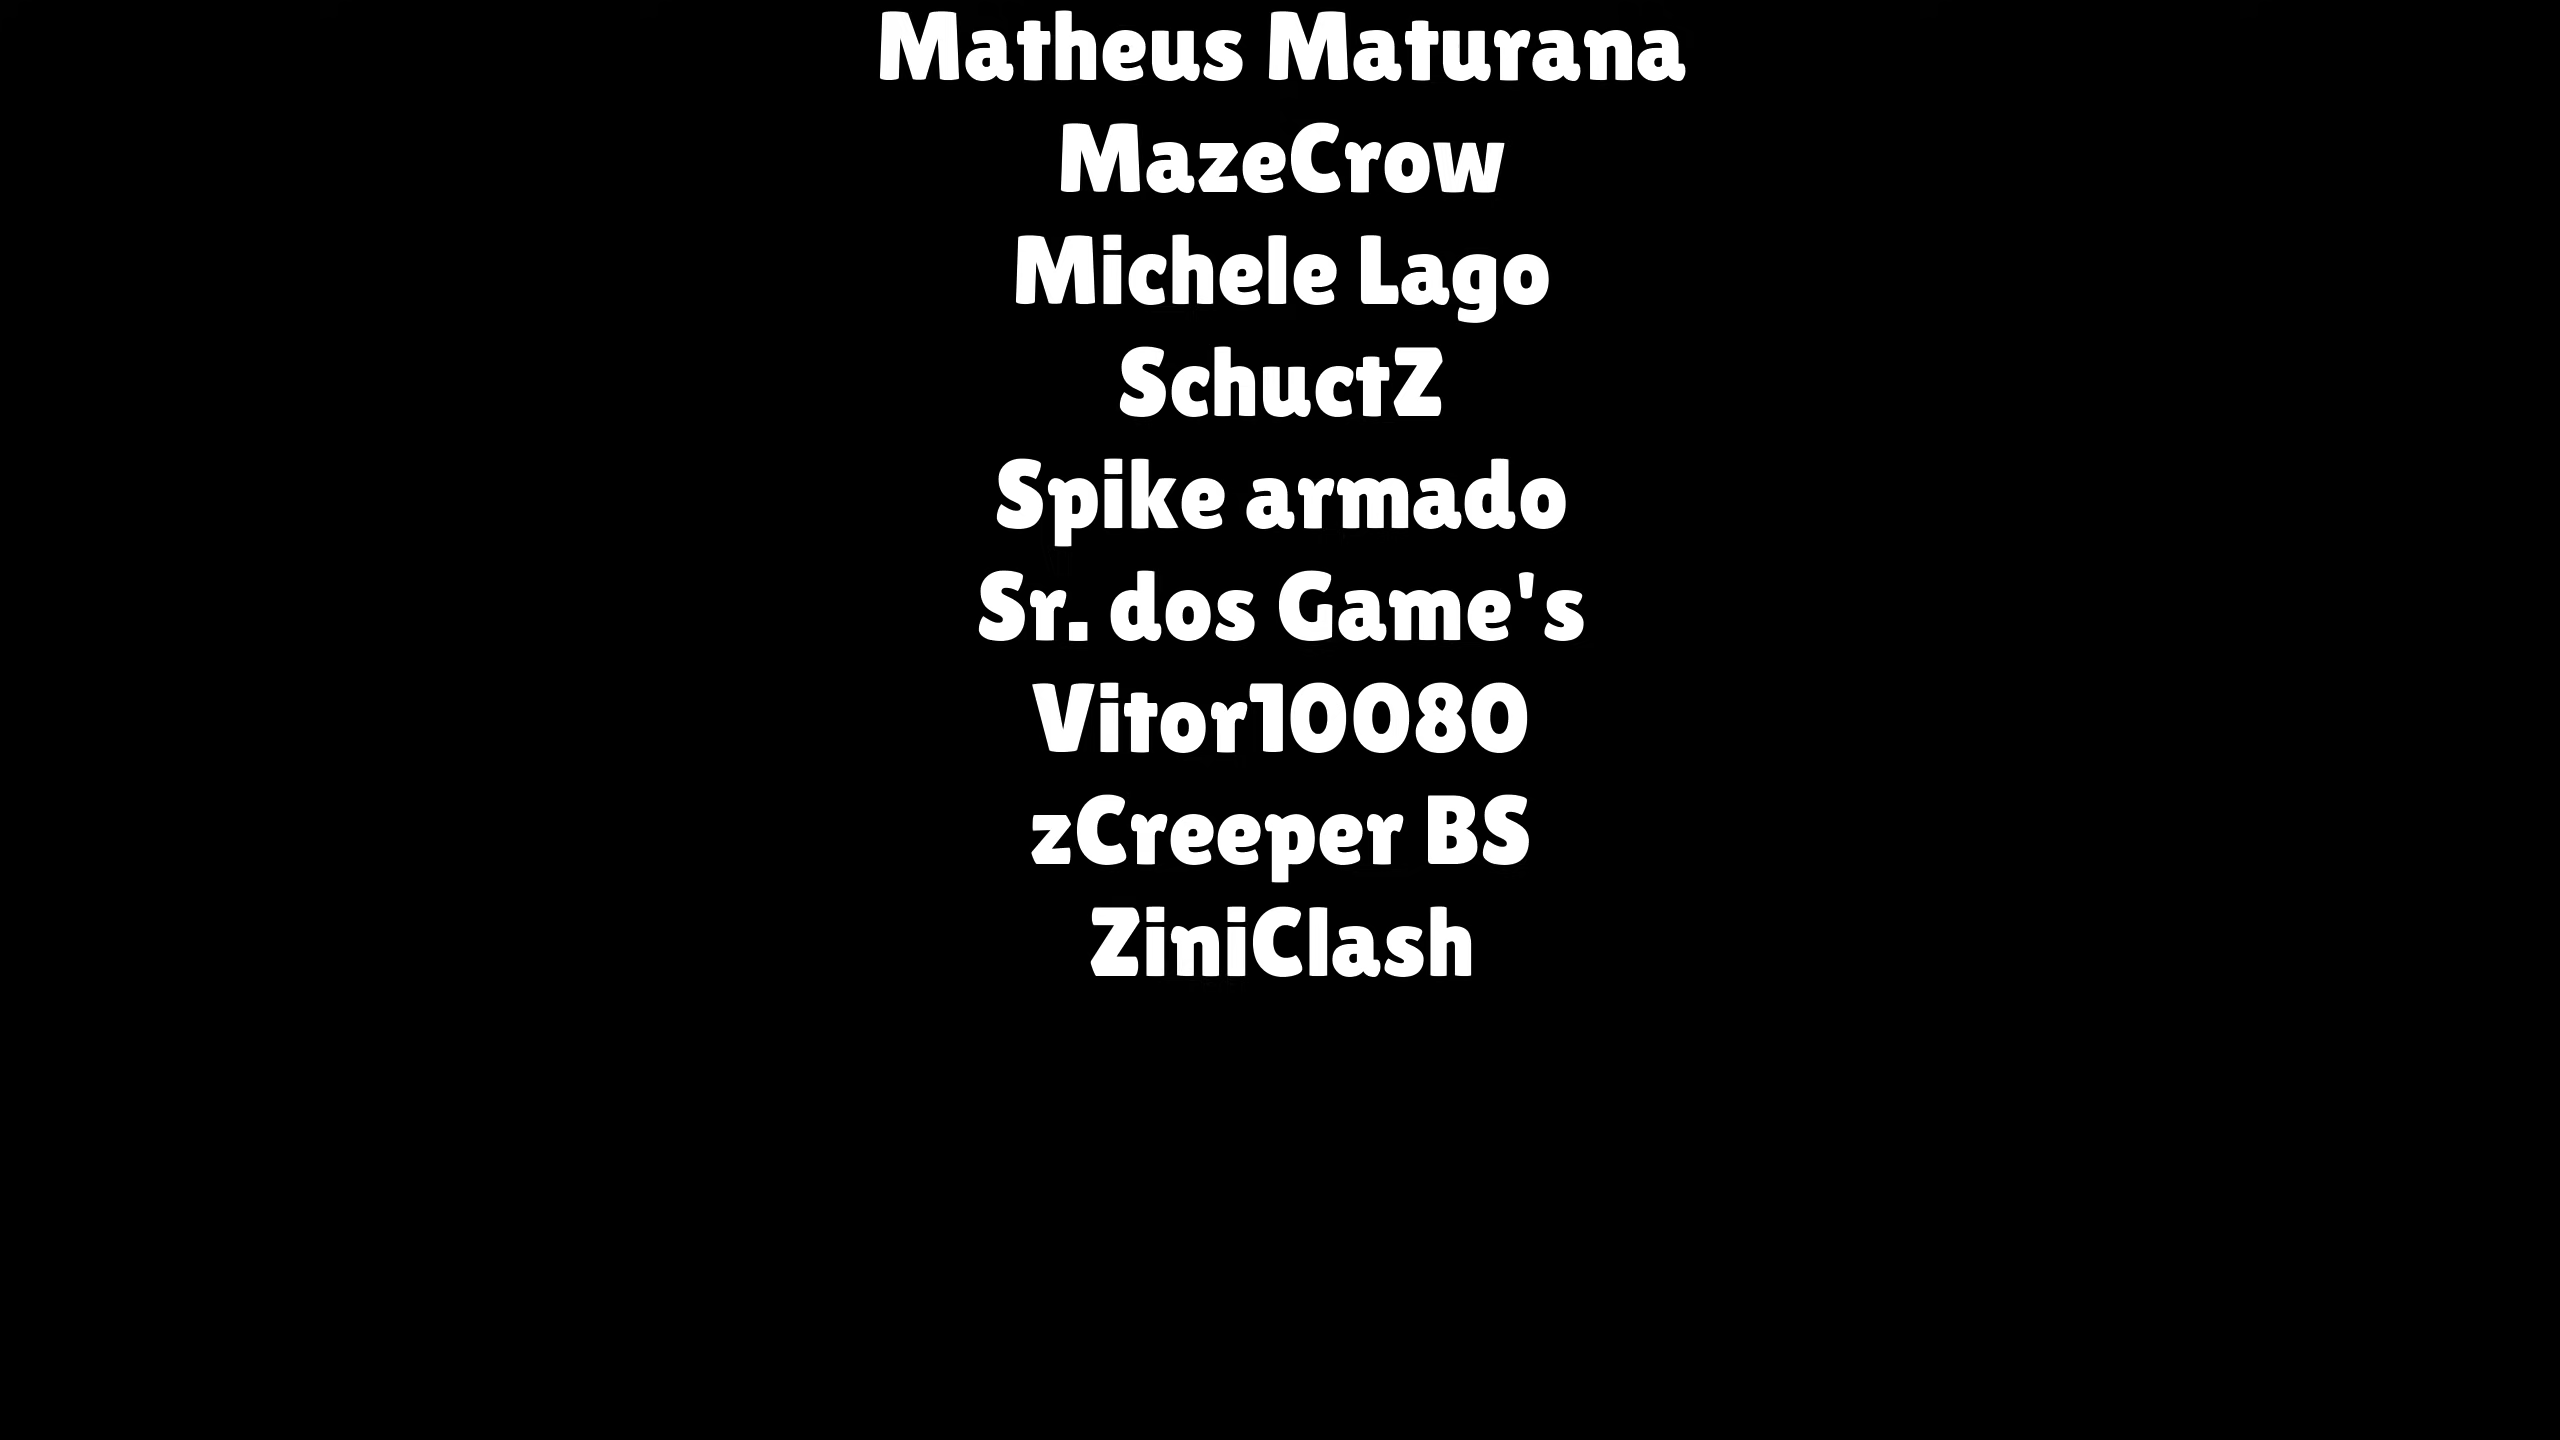 Matheus Maturana
MazeCrow
Michele Lago
SchuctZ
Spike armado
Sr. dos Game's
Vitor10080
zCreeper BS
ZiniClash